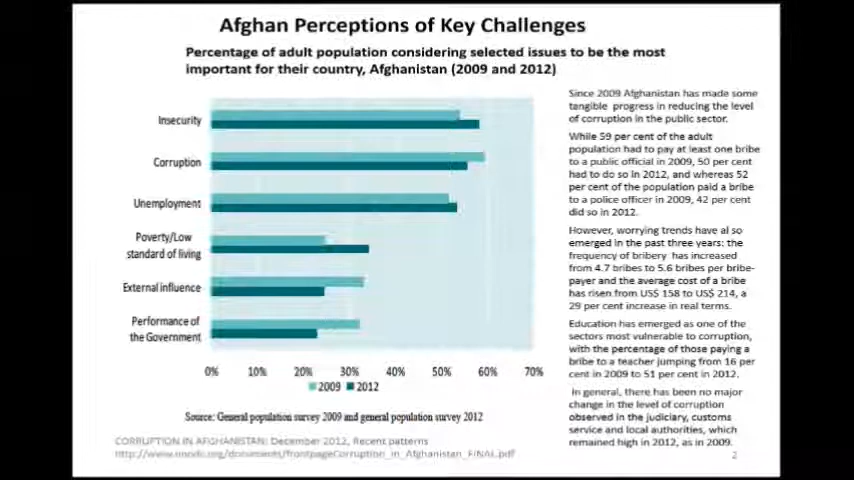 Afghan Perceptions of Key Challenges
Percentage of adult population considering selected issues to be the most
important for their country, Afghanistan (2009 and 2012)
Insecurity
Corruption
Unemployment
Poverty/Low
standard of living
External influence
Performance of
the Government
0% 10% 20% 30% 40% 50% 60% 70%
2009 2012
Source: General population survey 2009 and general population survey 2012
Since 2009 Afghanistan has made some
tangible progress in reducing the level
of corruption in the public sector.
While 59 per cent of the adult
population had to pay at least one bribe
to a public official in 2009, 50 per cent
had to do so in 2012, and whereas 52
per cent of the population paid a bribe
to a police officer in 2009, 42 per cent
did so in 2012.
However, worrying trends have al so
emerged in the past three years: the
frequency of bribery has increased
from 4.7 bribes to 5.6 bribes per bribe-
payer and the average cost of a bribe
has risen from US$ 158 to US$ 214, a
29 per cent increase in real terms.
Education has emerged as one of the
sectors most vulnerable to corruption,
with the percentage of those paying a
bribe to a teacher jumping from 16 per
cent in 2009 to 51 per cent in 2012.
In general, there has been no major
change in the level of corruption
observed in the judiciary, customs
service and local authorities, which
remained high in 2012, as in 2009.
CORRUPTION IN AFGHANISTAN: December 2012, Recent patterns
2